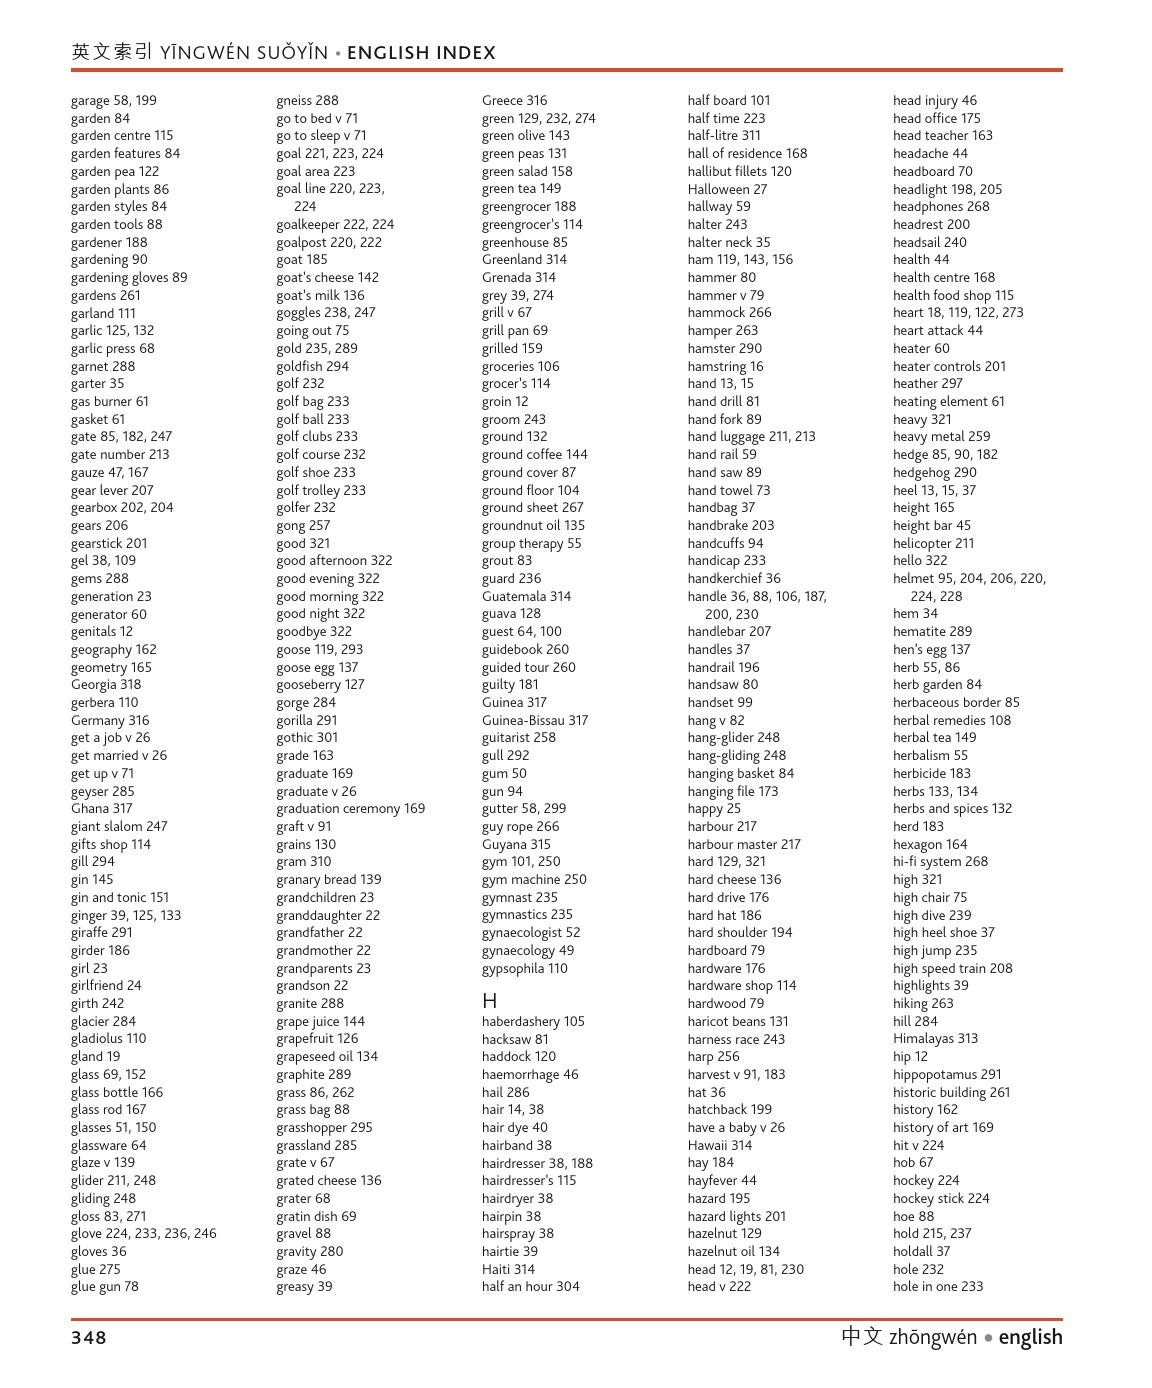 英文索引 YĪNGWÉN SUǑYǏN • ENGLISH INDEX
garage 58, 199
garden 84
garden centre 115
garden features 84
garden pea 122
garden plants 86
garden styles 84
garden tools 88
gardener 188
gardening 90
gardening gloves 89
gardens 261
garland 111
garlic 125, 132
garlic press 68
garnet 288
garter 35
gas burner 61
gasket 61
gate 85, 182, 247
gate number 213
gauze 47, 167
gear lever 207
gearbox 202, 204
gears 206
gearstick 201
gel 38, 109
gems 288
generation 23
generator 60
genitals 12
geography 162
geometry 165
Georgia 318
gerbera 110
Germany 316
get a job v 26
get married v 26
get up v 71
geyser 285
Ghana 317
giant slalom 247
gifts shop 114
gill 294
gin 145
gin and tonic 151
ginger 39, 125, 133
giraffe 291
girder 186
girl 23
girlfriend 24
girth 242
glacier 284
gladiolus 110
gland 19
glass 69, 152
glass bottle 166
glass rod 167
glasses 51, 150
glassware 64
glaze v 139
glider 211, 248
gliding 248
gloss 83, 271
glove 224, 233, 236, 246
gloves 36
glue 275
glue gun 78
gneiss 288
go to bed v 71
go to sleep v 71
goal 221, 223, 224
goal area 223
goal line 220, 223,
224
goalkeeper 222, 224
goalpost 220, 222
goat 185
goat's cheese 142
goat's milk 136
goggles 238, 247
going out 75
gold 235, 289
goldfish 294
golf 232
golf bag 233
golf ball 233
golf clubs 233
golf course 232
golf shoe 233
golf trolley 233
golfer 232
gong 257
good 321
good afternoon 322
good evening 322
good morning 322
good night 322
goodbye 322
goose 119, 293
goose egg 137
gooseberry 127
gorge 284
gorilla 291
gothic 301
grade 163
graduate 169
graduate v 26
graduation ceremony 169
graft v 91
grains 130
gram 310
granary bread 139
grandchildren 23
granddaughter 22
grandfather 22
grandmother 22
grandparents 23
grandson 22
granite 288
grape juice 144
grapefruit 126
grapeseed oil 134
graphite 289
grass 86, 262
grass bag 88
grasshopper 295
grassland 285
grate v 67
grated cheese 136
grater 68
gratin dish 69
gravel 88
gravity 280
graze 46
greasy 39
Greece 316
green 129, 232, 274
green olive 143
green peas 131
green salad 158
green tea 149
greengrocer 188
greengrocer's 114
greenhouse 85
Greenland 314
Grenada 314
grey 39, 274
grill v 67
grill pan 69
grilled 159
groceries 106
grocer's 114
groin 12
groom 243
ground 132
ground coffee 144
ground cover 87
ground floor 104
ground sheet 267
groundnut oil 135
group therapy 55
grout 83
guard 236
Guatemala 314
guava 128
guest 64, 100
guidebook 260
guided tour 260
guilty 181
Guinea 317
Guinea-Bissau 317
guitarist 258
gull 292
gum 50
gun 94
gutter 58, 299
guy rope 266
Guyana 315
gym 101, 250
gym machine 250
gymnast 235
gymnastics 235
gynaecologist 52
gynaecology 49
gypsophila 110
H
haberdashery 105
hacksaw 81
haddock 120
haemorrhage 46
hail 286
hair 14, 38
hair dye 40
hairband 38
hairdresser 38, 188
hairdresser's 115
hairdryer 38
hairpin 38
hairspray 38
hairtie 39
Haiti 314
half an hour 304
half board 101
half time 223
half-litre 311
hall of residence 168
hallibut fillets 120
Halloween 27
hallway 59
halter 243
halter neck 35
ham 119, 143, 156
hammer 80
hammer v 79
hammock 266
hamper 263
hamster 290
hamstring 16
hand 13, 15
hand drill 81
hand fork 89
hand luggage 211, 213
hand rail 59
hand saw 89
hand towel 73
handbag 37
handbrake 203
handcuffs 94
handicap 233
handkerchief 36
handle 36, 88, 106, 187,
200, 230
handlebar 207
handles 37
handrail 196
handsaw 80
handset 99
hang v 82
hang-glider 248
hang-gliding 248
hanging basket 84
hanging file 173
happy 25
harbour 217
harbour master 217
hard 129, 321
hard cheese 136
hard drive 176
hard hat 186
hard shoulder 194
hardboard 79
hardware 176
hardware shop 114
hardwood 79
haricot beans 131
harness race 243
harp 256
harvest v 91, 183
hat 36
hatchback 199
have a baby v 26
Hawaii 314
hay 184
hayfever 44
hazard 195
hazard lights 201
hazelnut 129
hazelnut oil 134
head 12, 19, 81, 230
head v 222
head injury 46
head office 175
head teacher 163
headache 44
headboard 70
headlight 198, 205
headphones 268
headrest 200
headsail 240
health 44
health centre 168
health food shop 115
heart 18, 119, 122, 273
heart attack 44
heater 60
heater controls 201
heather 297
heating element 61
heavy 321
heavy metal 259
hedge 85, 90, 182
hedgehog 290
heel 13, 15, 37
height 165
height bar 45
helicopter 211
hello 322
helmet 95, 204, 206, 220,
224, 228
hem 34
hematite 289
hen's egg 137
herb 55, 86
herb garden 84
herbaceous border 85
herbal remedies 108
herbal tea 149
herbalism 55
herbicide 183
herbs 133, 134
herbs and spices 132
herd 183
hexagon 164
hi-fi system 268
high 321
high chair 75
high dive 239
high heel shoe 37
high jump 235
high speed train 208
highlights 39
hiking 263
hill 284
Himalayas 313
hip 12
hippopotamus 291
historic building 261
history 162
history of art 169
hit v 224
hob 67
hockey 224
hockey stick 224
hoe 88
hold 215, 237
holdall 37
hole 232
hole in one 233
348
中文 zhōngwén • english